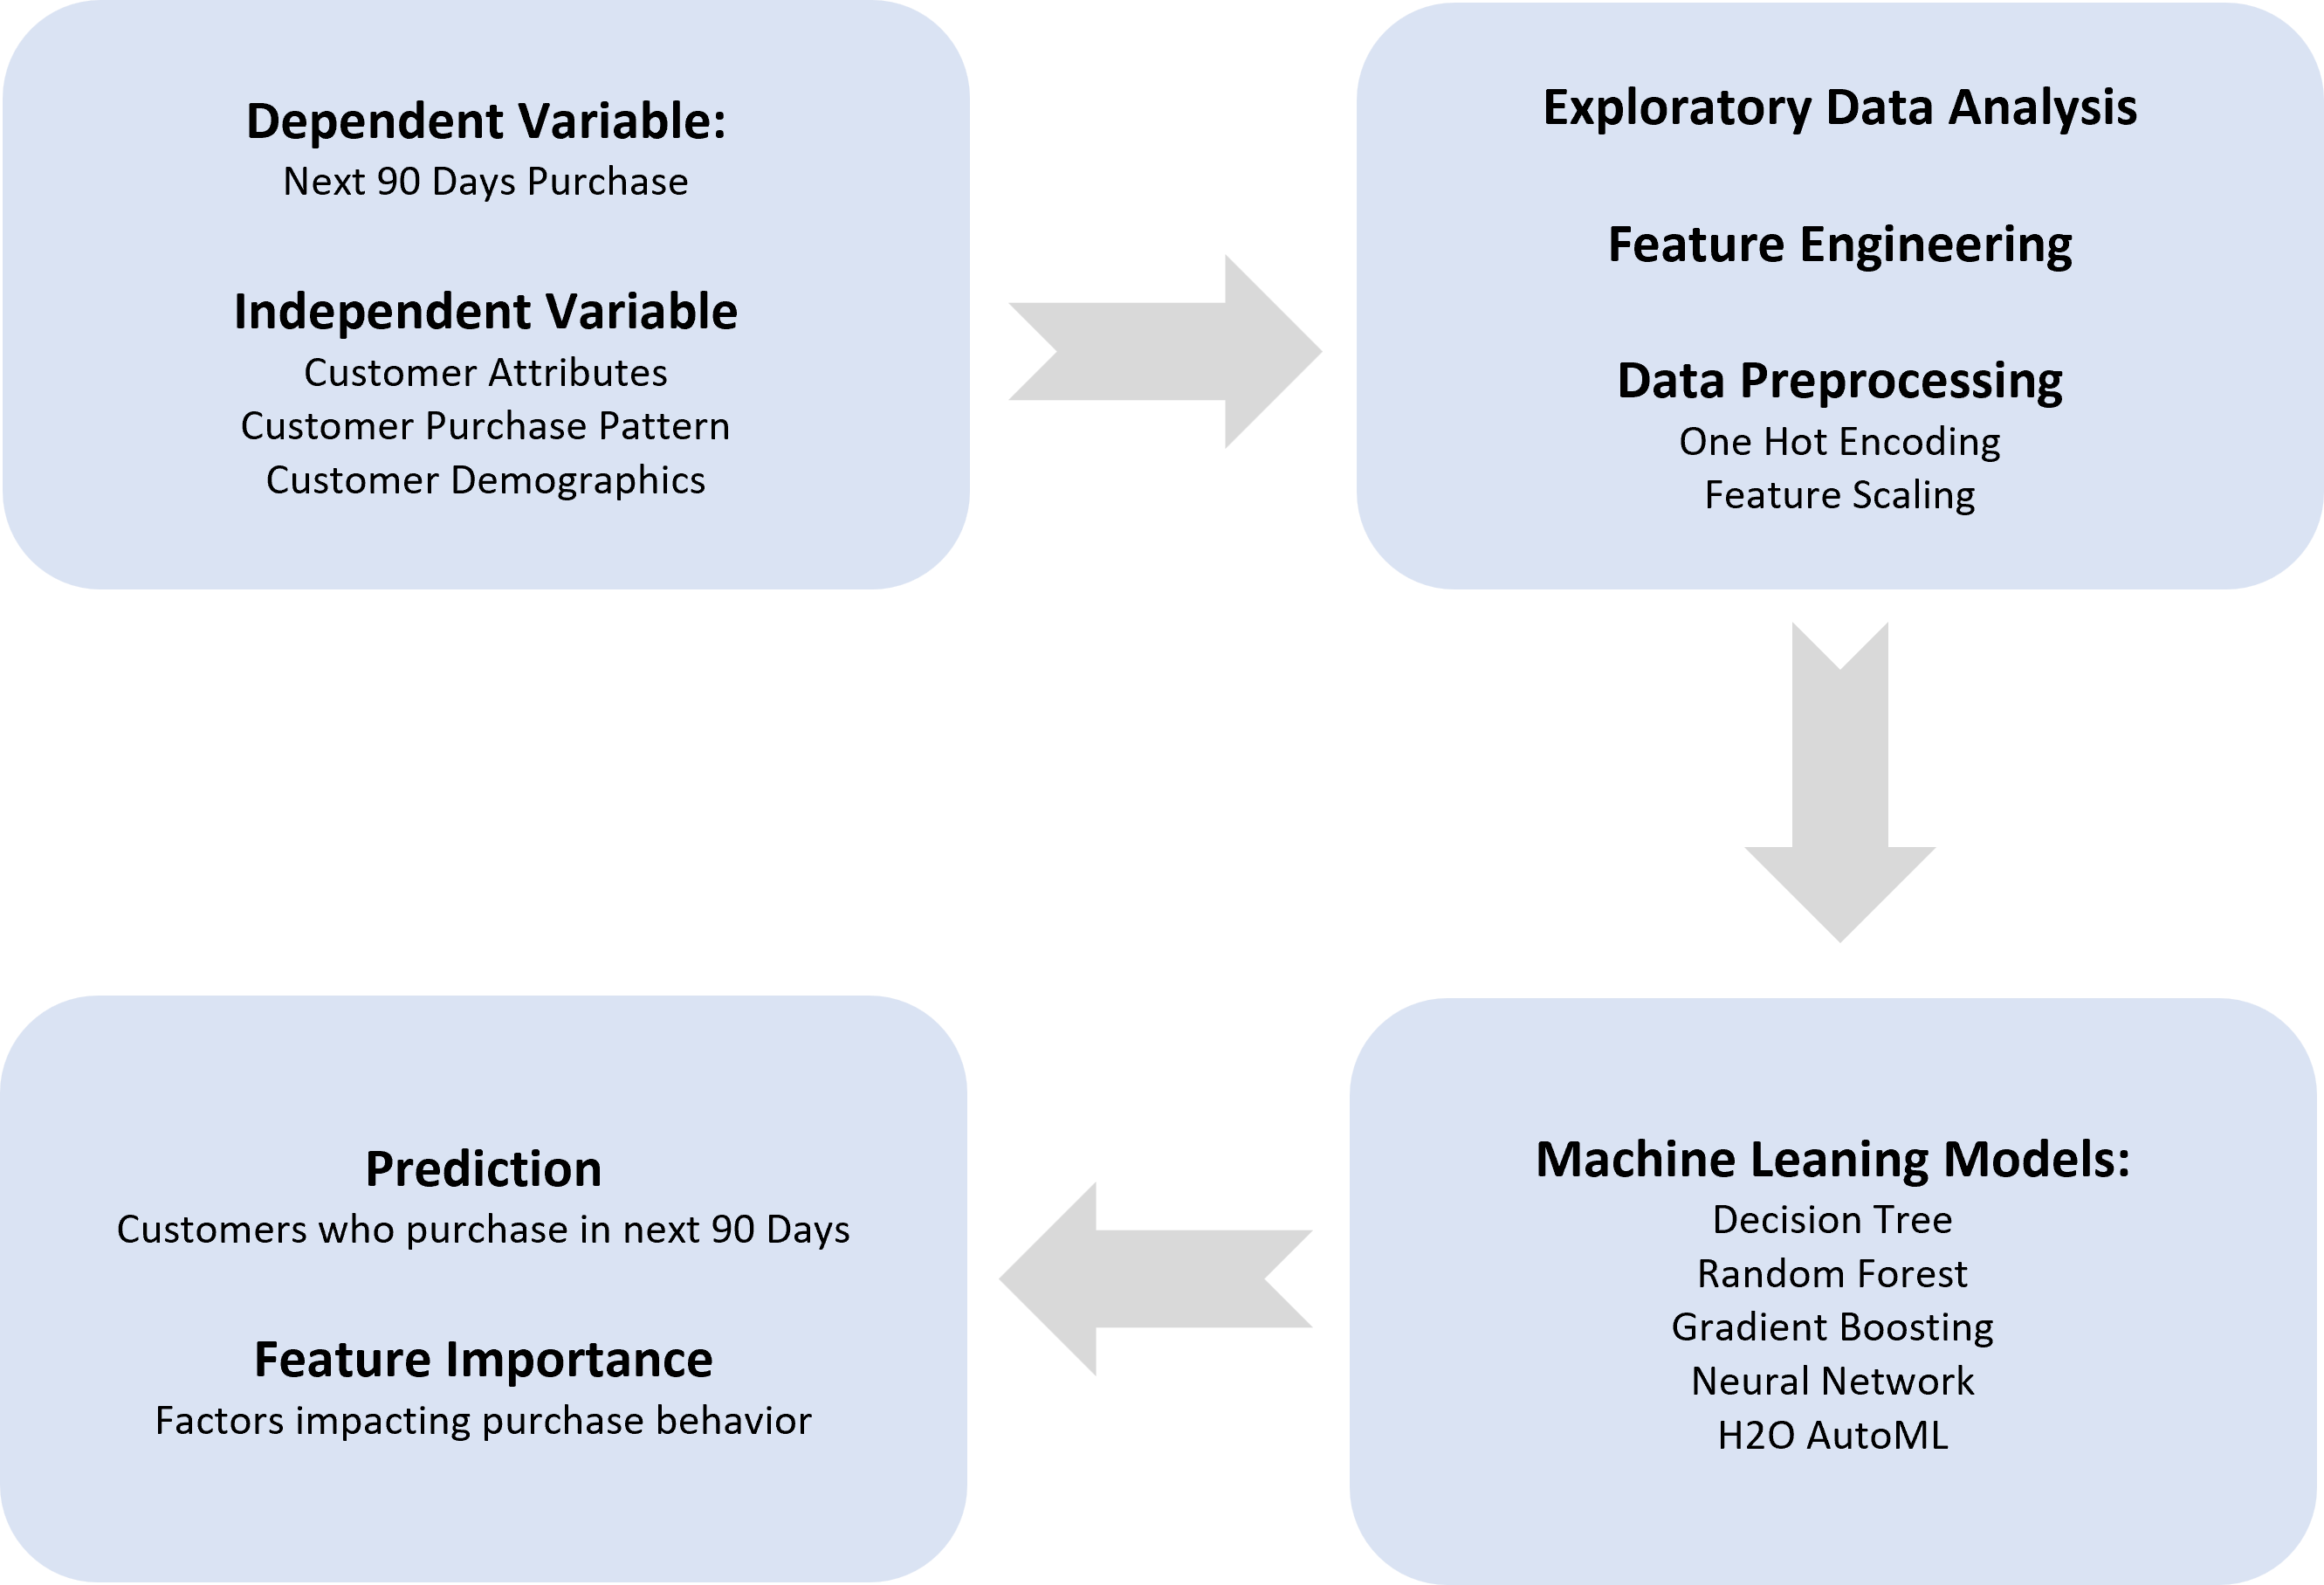 Dependent Variable:
Next 90 Days Purchase
Independent Variable
Customer Attributes
Customer Purchase Pattern
Customer Demographics
Exploratory Data Analysis
Feature Engineering
Data Preprocessing
One Hot Encoding
Feature Scaling
Machine Leaning Models:
Decision Tree
Random Forest
Gradient Boosting
Neural Network
H2O AutoML
Prediction
Customers who purchase in next 90 Days
Feature Importance
Factors impacting purchase behavior